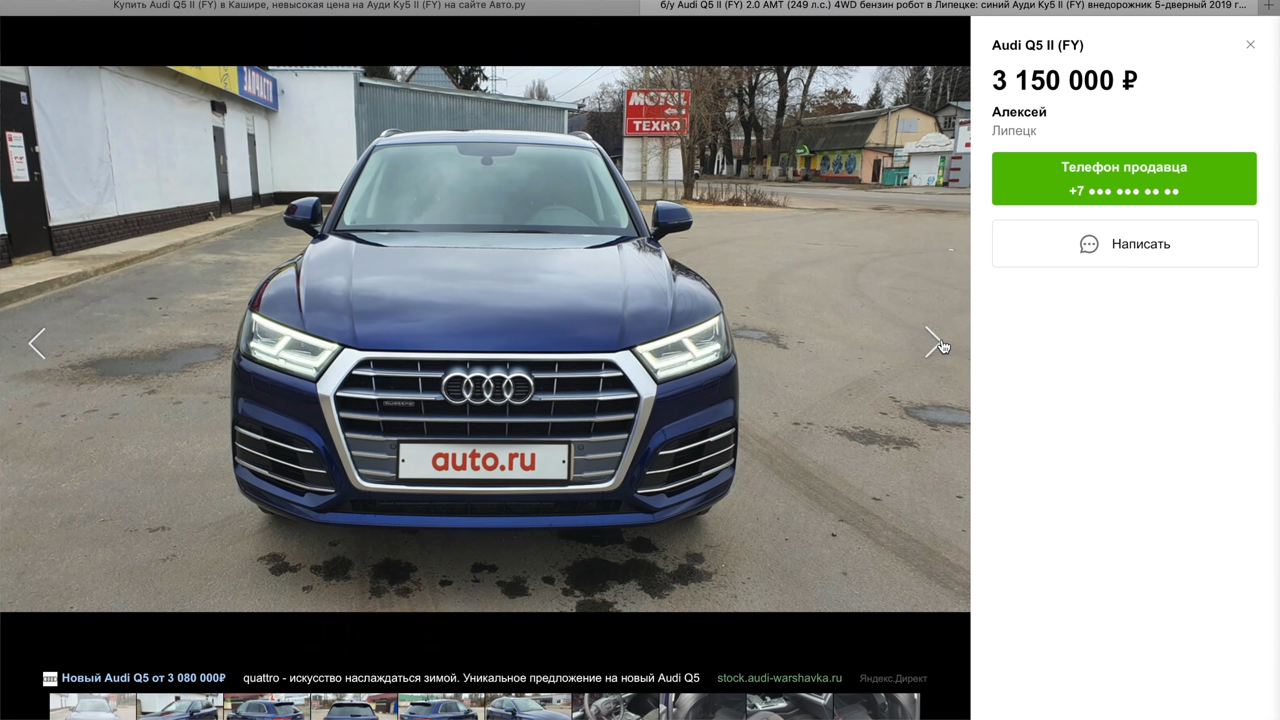 Купить Audi Q5 II (FY) в Кашире, невысокая цена на Ауди Ку5 II (FY) на сайте Авто.ру
б/у Audi Q5 II (FY) 2.0 AMT (249 л.с.) 4WD бензин робот в Липецке: синий Ауди Ку5 II (FY) внедорожник 5-дверный 2019 г...
Audi Q5 II (FY)
3 150 000 ₽
Алексей
Липецк
Телефон продавца
+7 ●●● ●●● ●● ●●
Написать
ЗАПЧАСТИ
МОТО
ТЕХНО
quattro
auto.ru
Новый Audi Q5 от 3 080 000₽ quattro - искусство наслаждаться зимой. Уникальное предложение на новый Audi Q5 stock.audi-warshavka.ru Яндекс.Директ